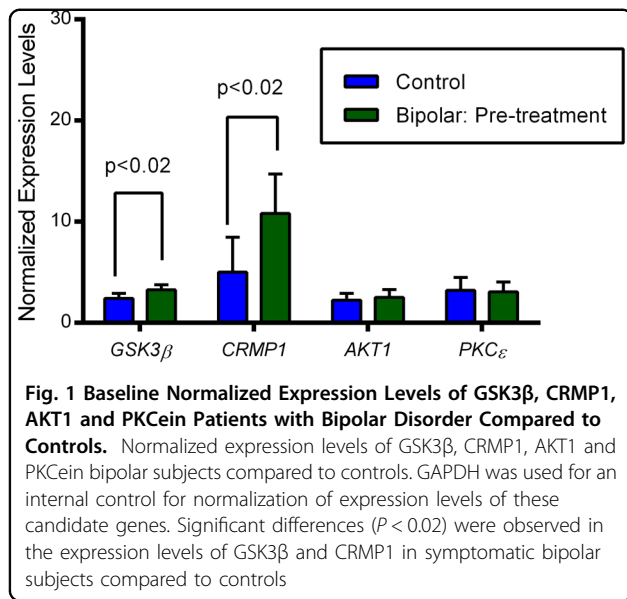 30
20
10
0
Normalized Expression Levels
p<0.02
p<0.02
Control
Bipolar: Pre-treatment
GSK3β CRMP1 AKT1 PKCε
Fig. 1 Baseline Normalized Expression Levels of GSK3β, CRMP1,
AKT1 and PKCein Patients with Bipolar Disorder Compared to
Controls. Normalized expression levels of GSK3β, CRMP1, AKT1 and
PKCein bipolar subjects compared to controls. GAPDH was used for an
internal control for normalization of expression levels of these
candidate genes. Significant differences (P < 0.02) were observed in
the expression levels of GSK3β and CRMP1 in symptomatic bipolar
subjects compared to controls